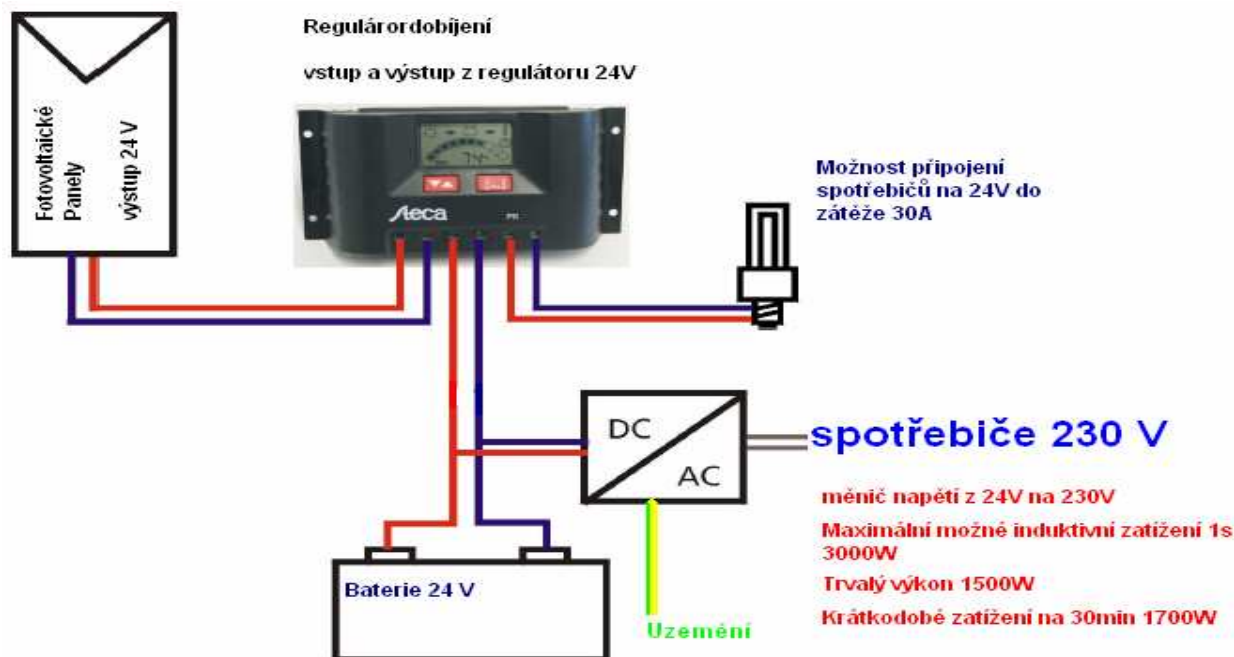 Regulárordobíjení
vstup a výstup z regulátoru 24V
Fotovoltaické
Panely
výstup 24 V
Steca
Možnost připojení
spotřebičů na 24V do
zátěže 30A
DC
AC
spotřebiče 230 V
měnič napětí z 24V na 230V
Maximální možné induktivní zatížení 1s
3000W
Trvalý výkon 1500W
Krátkodobé zatížení na 30min 1700W
Baterie 24 V
Uzemění